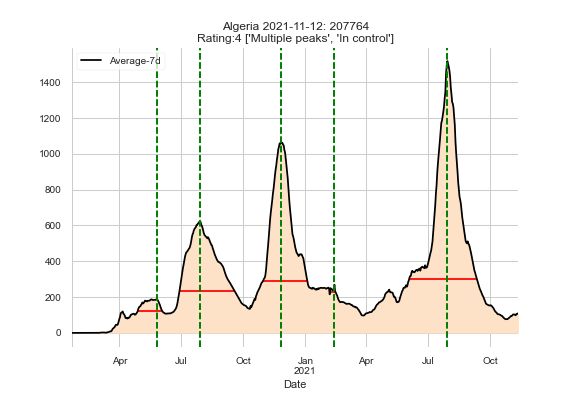 Algeria 2021-11-12: 207764
Rating:4 ['Multiple peaks', 'In control']
Average-7d
1400
1200
1000
800
600
400
200
0
Apr Jul Oct Jan Apr Jul Oct
2021
Date